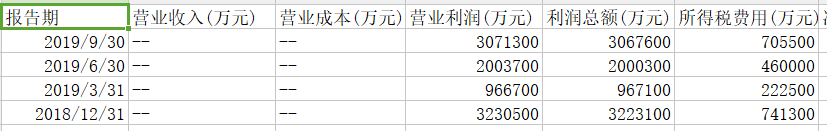 报告期 营业收入(万元) 营业成本(万元) 营业利润(万元) 利润总额(万元) 所得税费用(万元)
2019/9/30 -- -- 3071300 3067600 705500
2019/6/30 -- -- 2003700 2000300 460000
2019/3/31 -- -- 966700 967100 222500
2018/12/31 -- -- 3230500 3223100 741300